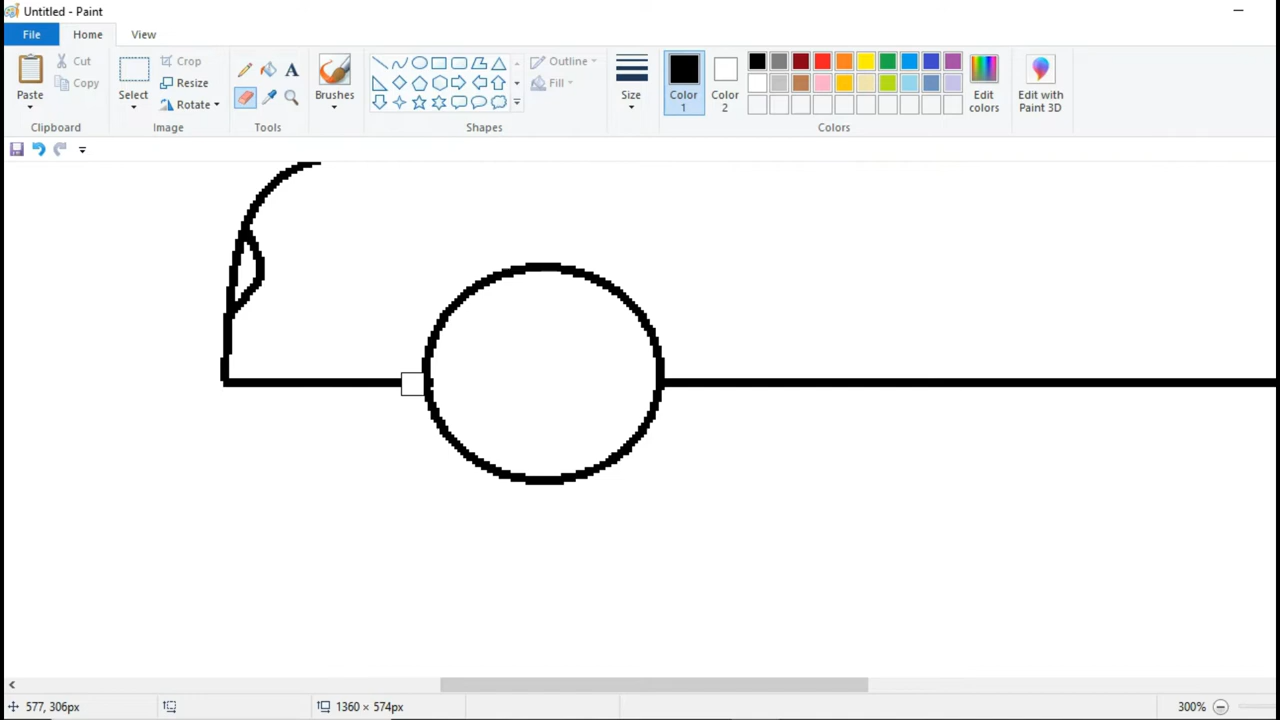 Untitled - Paint
File Home View
Paste Cut Copy
Clipboard
Select Crop Resize Rotate
Image
A
Tools
Brushes
Outline Fill
Shapes
Size
Color 1 Color 2
Edit colors
Colors
Edit with Paint 3D
577, 306px 1360 × 574px 300%